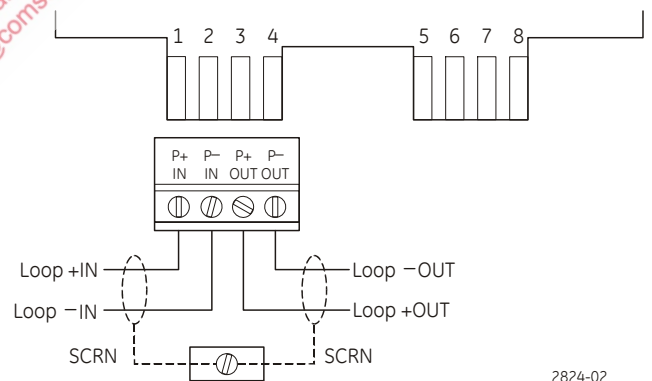 1 2 3 4 5 6 7 8
P+ P− P+ P−
IN IN OUT OUT
Loop +IN Loop −OUT
Loop −IN Loop +OUT
SCRN SCRN
2824-02